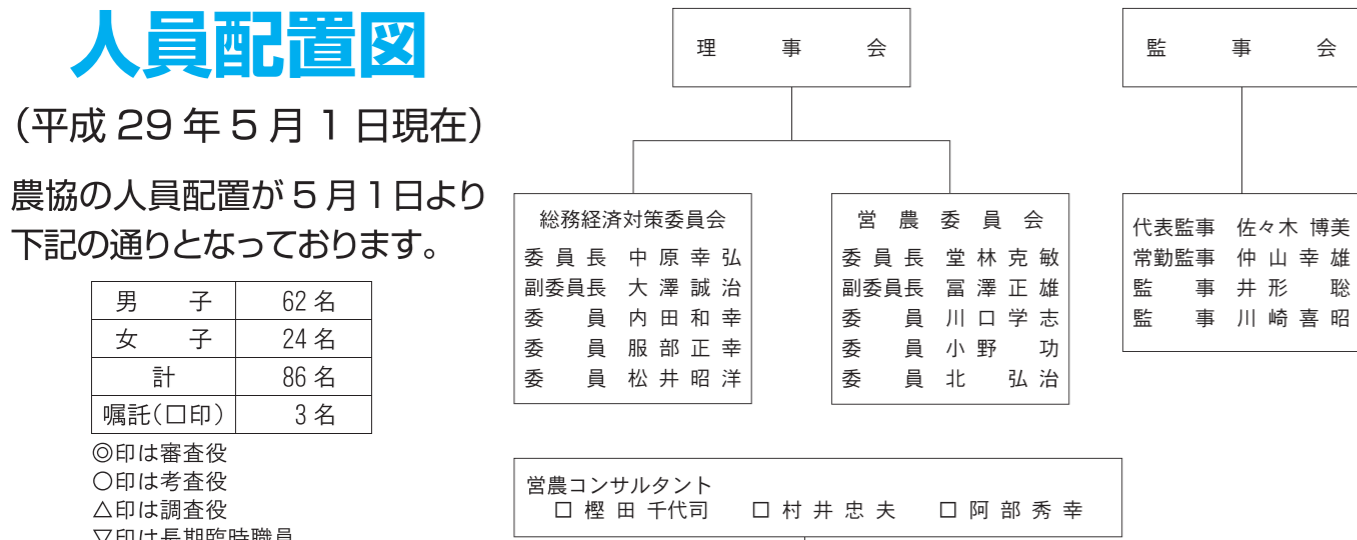 人員配置図
(平成 29 年 5 月 1 日現在)
農協の人員配置が 5 月 1 日より
下記の通りとなっております。
男 子 62 名
女 子 24 名
計 86 名
嘱託(□印) 3 名
◎印は審査役
○印は考査役
△印は調査役
▽印は長期臨時職員
理 事 会
監 事 会
総務経済対策委員会
委 員 長 中 原 幸 弘
副委員長 大 澤 誠 治
委 員 内 田 和 幸
委 員 服 部 正 幸
委 員 松 井 昭 洋
営 農 委 員 会
委 員 長 堂 林 克 敏
副委員長 冨 澤 正 雄
委 員 川 口 学 志
委 員 小 野 功
委 員 北 弘 治
代表監事 佐々木 博美
常勤監事 仲 山 幸 雄
監 事 井 形 聡
監 事 川 崎 喜 昭
営農コンサルタント
□ 樫 田 千代司 □ 村 井 忠 夫 □ 阿 部 秀 幸